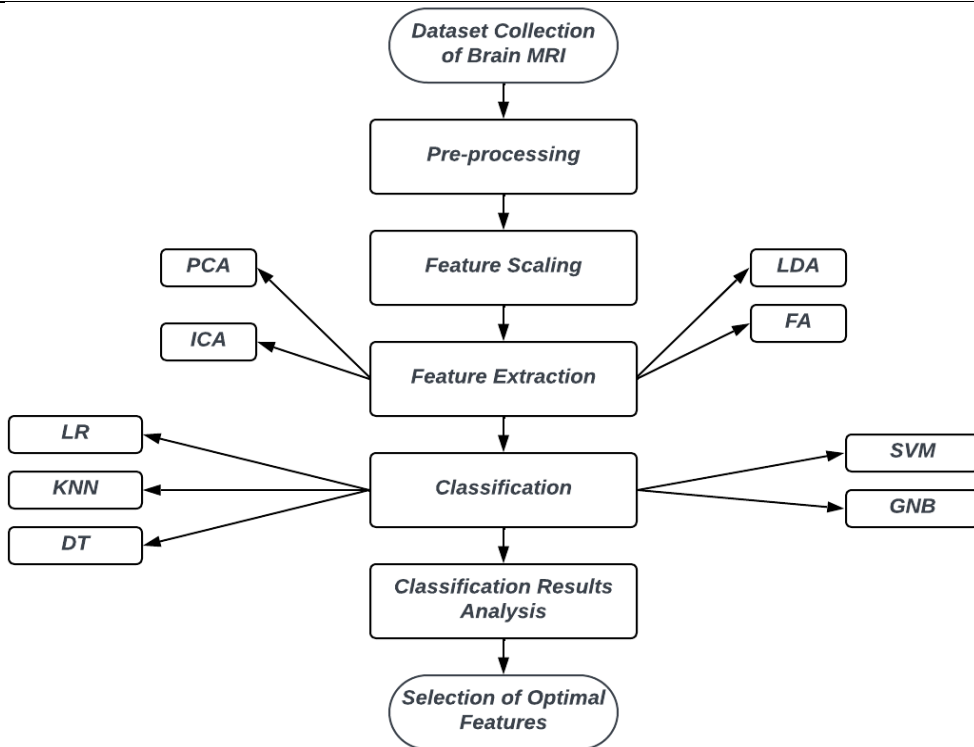 Dataset Collection
of Brain MRI
Pre-processing
Feature Scaling
PCA
LDA
ICA
FA
Feature Extraction
LR
KNN
DT
Classification
SVM
GNB
Classification Results
Analysis
Selection of Optimal
Features